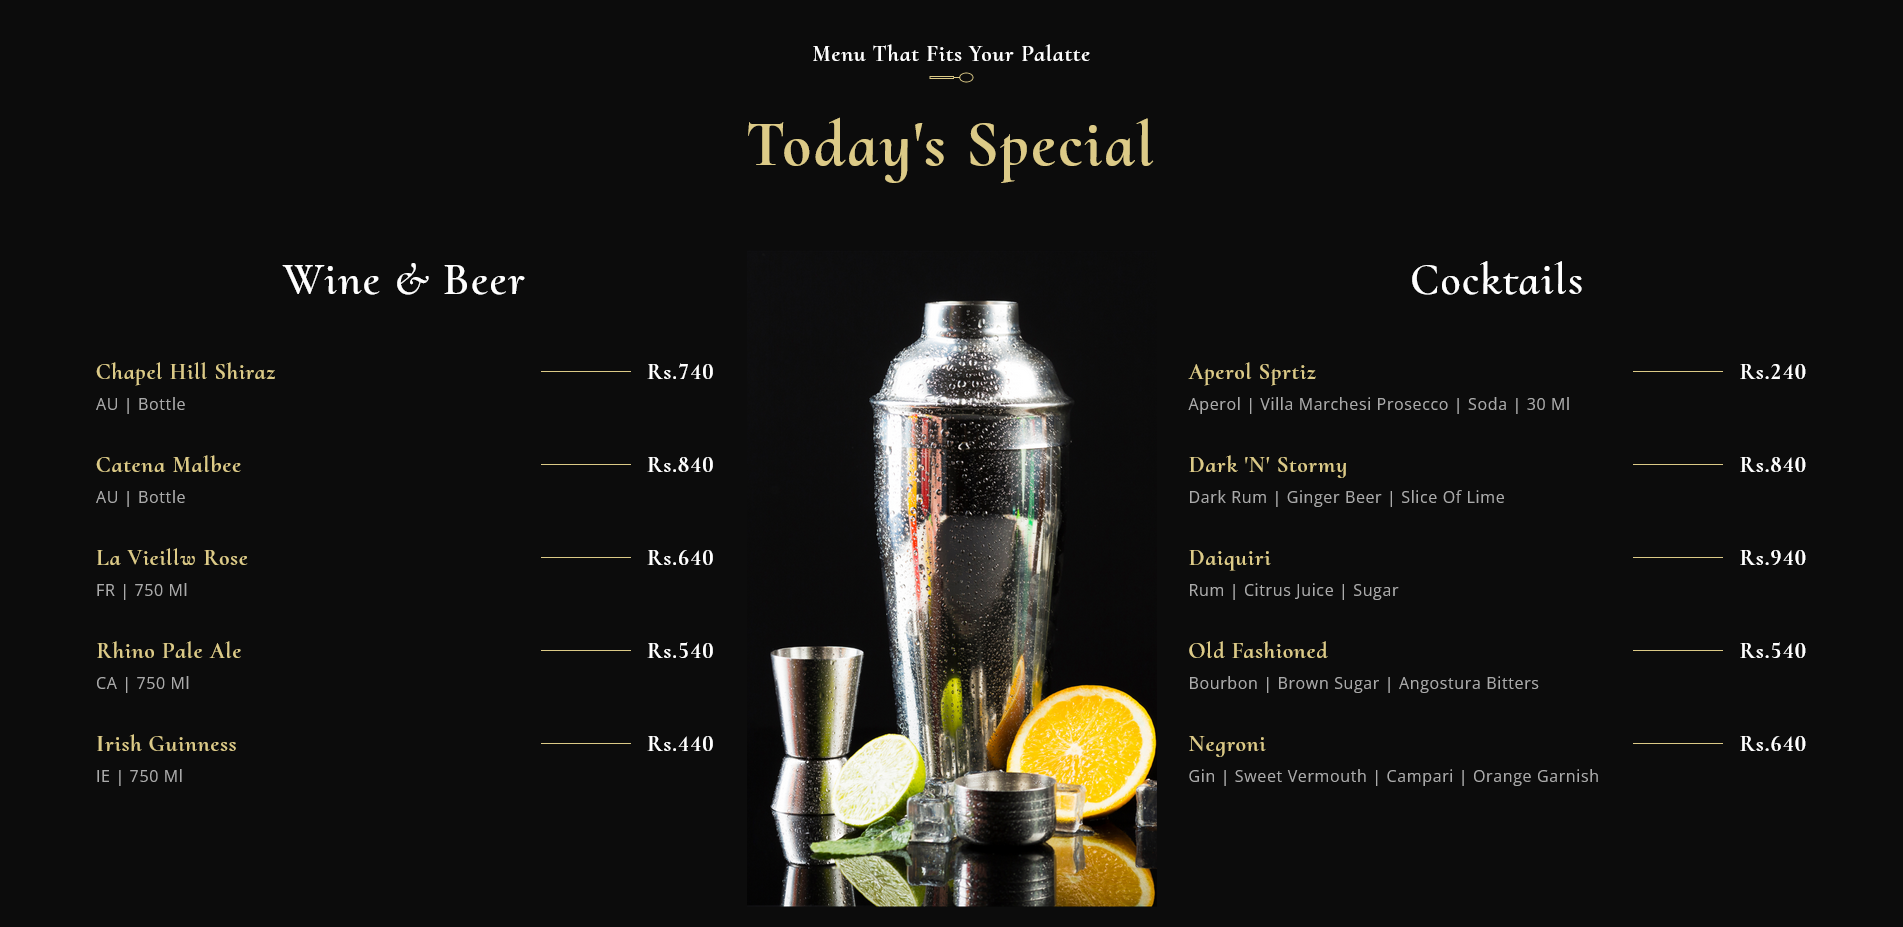 Menu That Fits Your Palatte
Today's Special
Wine & Beer
Chapel Hill Shiraz Rs.740
AU | Bottle
Catena Malbee Rs.840
AU | Bottle
La Vieillw Rose Rs.640
FR | 750 Ml
Rhino Pale Ale Rs.540
CA | 750 Ml
Irish Guinness Rs.440
IE | 750 Ml
Cocktails
Aperol Sprtiz Rs.240
Aperol | Villa Marchesi Prosecco | Soda | 30 Ml
Dark 'N' Stormy Rs.840
Dark Rum | Ginger Beer | Slice Of Lime
Daiquiri Rs.940
Rum | Citrus Juice | Sugar
Old Fashioned Rs.540
Bourbon | Brown Sugar | Angostura Bitters
Negroni Rs.640
Gin | Sweet Vermouth | Campari | Orange Garnish